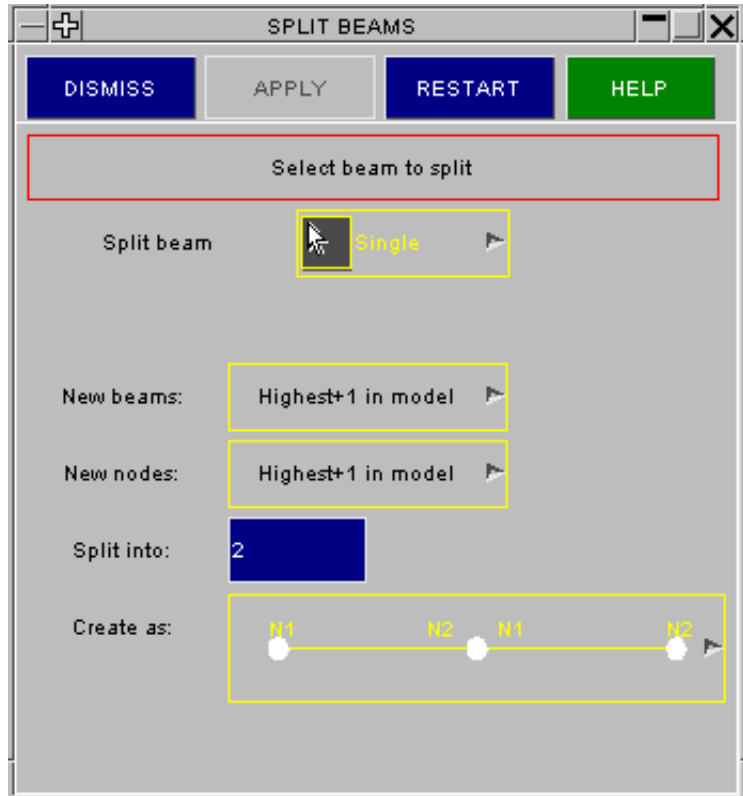 SPLIT BEAMS
DISMISS APPLY RESTART HELP
Select beam to split
Split beam Single
New beams: Highest+1 in model
New nodes: Highest+1 in model
Split into: 2
Create as: N1 N2 N1 N2